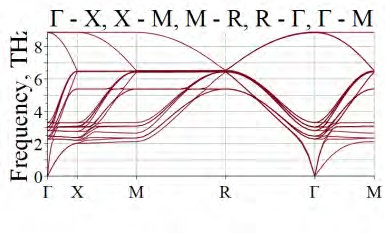 Γ - X, X - M, M - R, R - Γ, Γ - M
Frequency, THz
8
6
4
2
0
Γ X M R Γ M